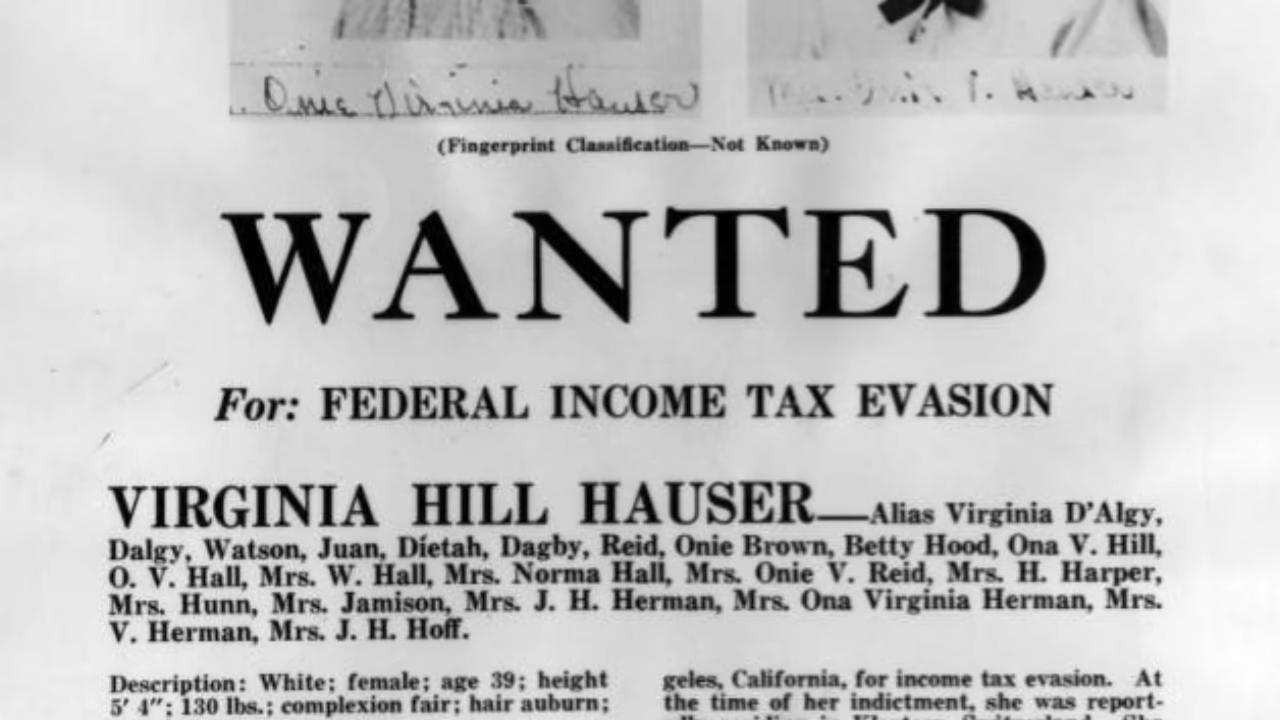 Onie Virginia Hauser
Hauser
(Fingerprint Classification—Not Known)
WANTED
For: FEDERAL INCOME TAX EVASION
VIRGINIA HILL HAUSER—Alias Virginia D'Algy,
Dalgy, Watson, Juan, Dietah, Dagby, Reid, Onie Brown, Betty Hood, Ona V. Hill,
O. V. Hall, Mrs. W. Hall, Mrs. Norma Hall, Mrs. Onie V. Reid, Mrs. H. Harper,
Mrs. Hunn, Mrs. Jamison, Mrs. J. H. Herman, Mrs. Ona Virginia Herman, Mrs.
V. Herman, Mrs. J. H. Hoff.
Description: White; female; age 39; height
5' 4"; 130 lbs.; complexion fair; hair auburn;
geles, California, for income tax evasion. At
the time of her indictment, she was report-